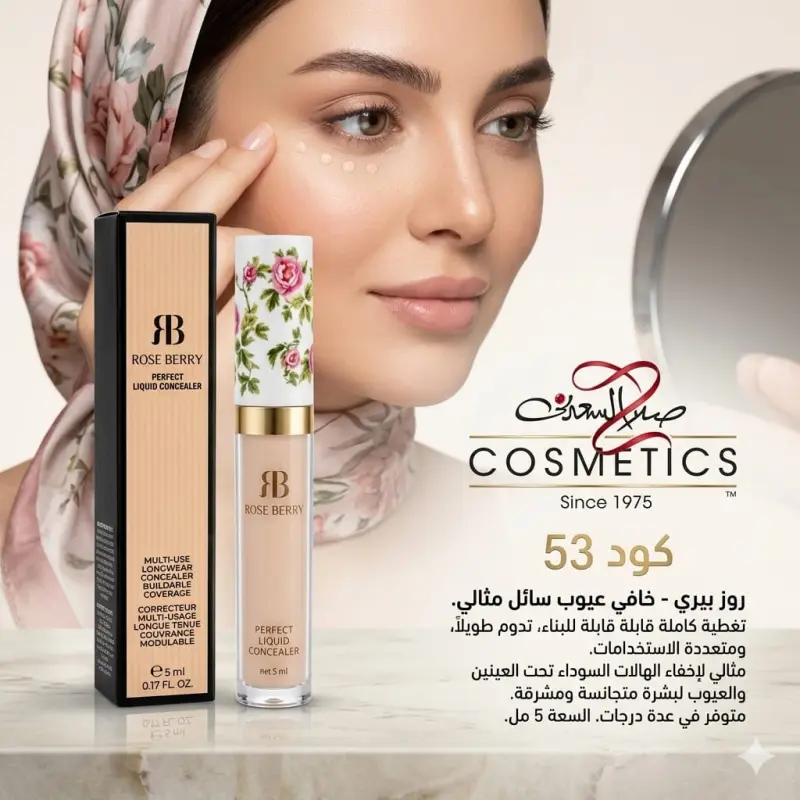 RB
ROSE BERRY
PERFECT
LIQUID CONCEALER
MULTI-USE
LONGWEAR
CONCEALER
BUILDABLE
COVERAGE
CORRECTEUR
MULTI-USAGE
LONGUE TENUE
COUVRANCE
MODULABLE
e 5 ml
0.17 FL. OZ.
RB
ROSE BERRY
PERFECT
LIQUID
CONCEALER
net 5 ml
COSMETICS
TM
Since 1975
كود 53
روز بيري - خافي عيوب سائل مثالي.
تغطية كاملة قابلة قابلة للبناء، تدوم طويلاً،
ومتعددة الاستخدامات.
مثالي لإخفاء الهالات السوداء تحت العينين
والعيوب لبشرة متجانسة ومشرقة.
متوفر في عدة درجات. السعة 5 مل.